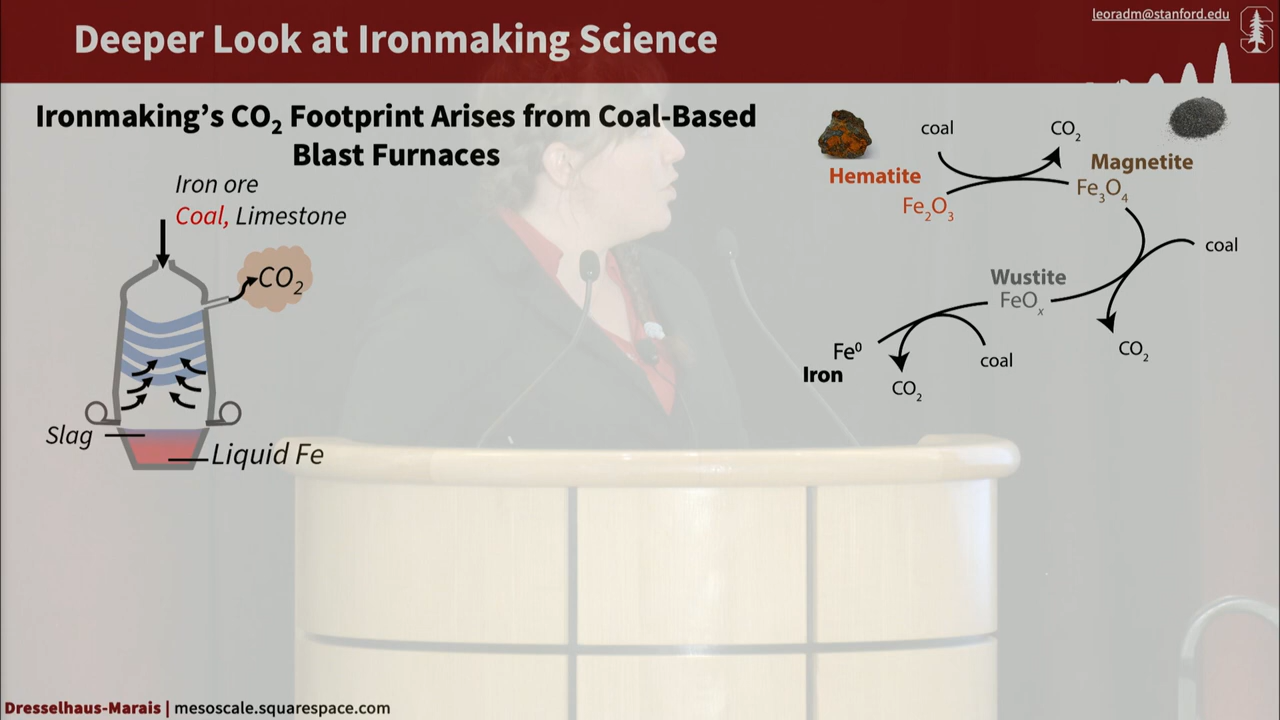 leoradm@stanford.edu
Deeper Look at Ironmaking Science
Ironmaking's CO₂ Footprint Arises from Coal-Based
Blast Furnaces
Iron ore
Coal, Limestone
CO₂
Slag
Liquid Fe
coal
CO₂
Hematite
Fe₂O₃
Magnetite
Fe₃O₄
coal
Wustite
FeOₓ
CO₂
Fe⁰
Iron
coal
CO₂
Dresselhaus-Marais | mesoscale.squarespace.com